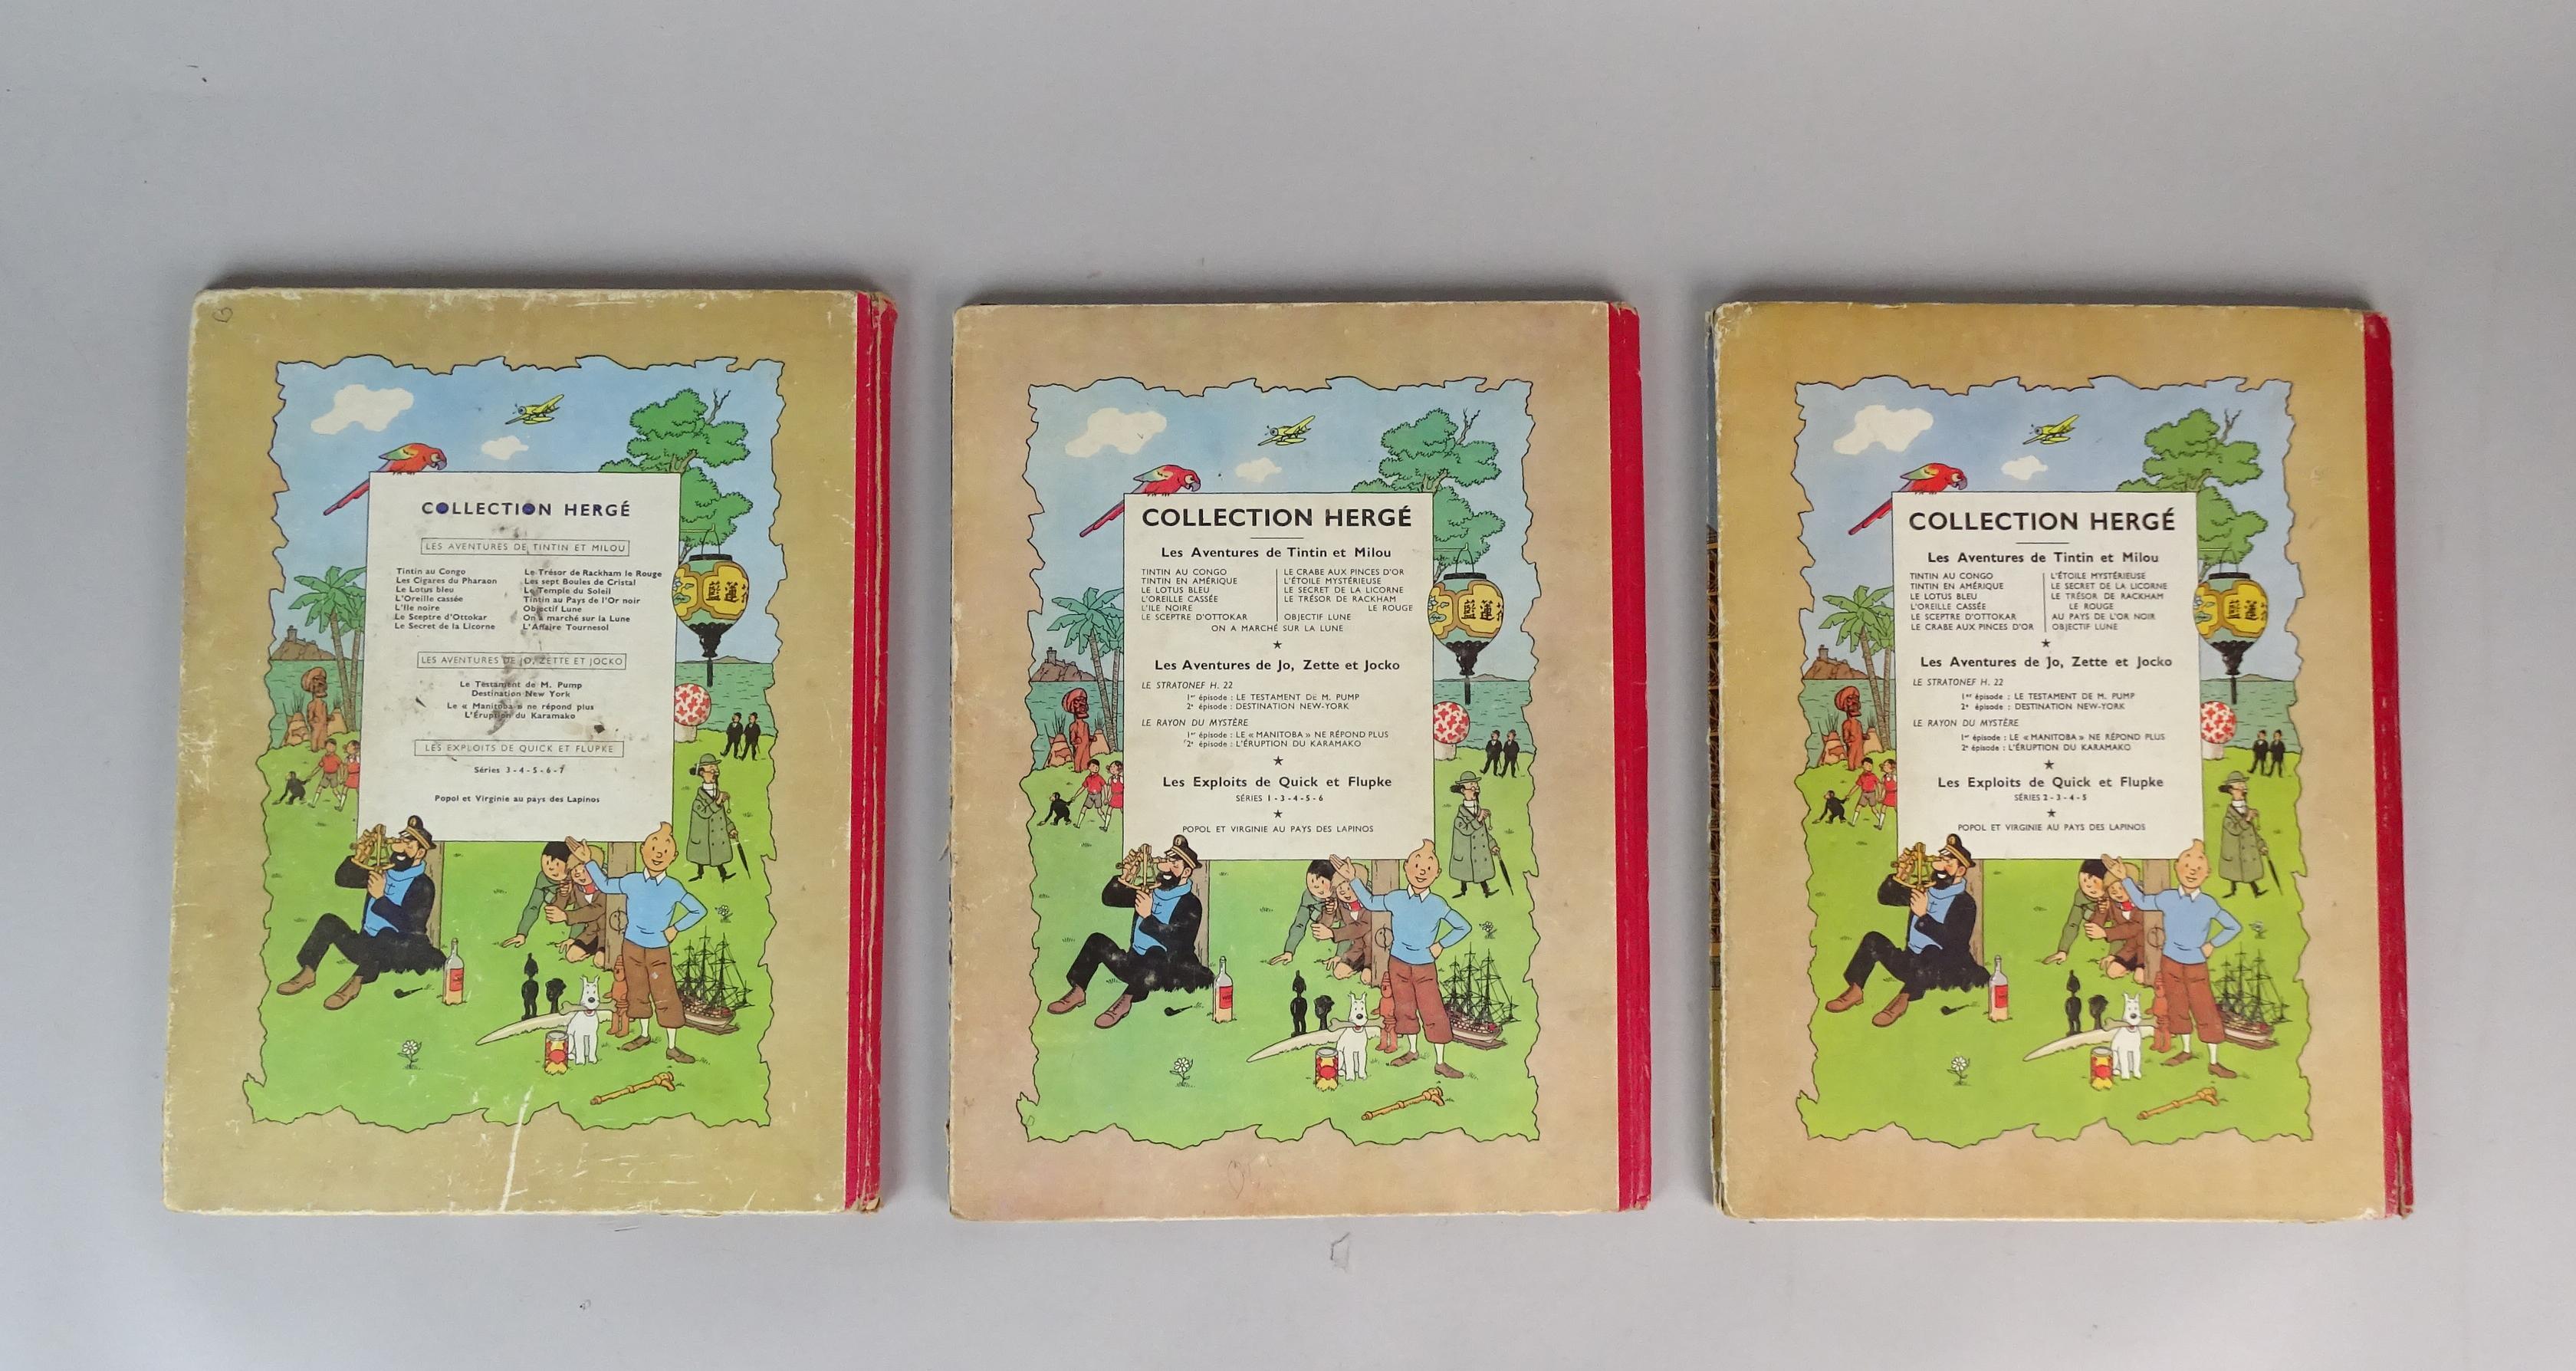 COLLECTION HERGÉ
LES AVENTURES DE TINTIN ET MILOU
Tintin au Congo
Les Cigares du Pharaon
Le Lotus bleu
L'Oreille cassée
L'Ile noire
Le Sceptre d'Ottokar
Le Secret de la Licorne
Le Trésor de Rackham le Rouge
Les sept Boules de Cristal
Le Temple du Soleil
Tintin au Pays de l'Or noir
Objectif Lune
On a marché sur la Lune
L'Affaire Tournesol
LES AVENTURES DE JO, ZETTE ET JOCKO
Le Testament de M. Pump
Destination New York
Le « Manitoba » ne répond plus
L'Éruption du Karamako
LES EXPLOITS DE QUICK ET FLUPKE
Séries 3 - 4 - 5 - 6 - 7
Popol et Virginie au pays des Lapinos
COLLECTION HERGÉ
Les Aventures de Tintin et Milou
TINTIN AU CONGO
TINTIN EN AMÉRIQUE
LE LOTUS BLEU
L'OREILLE CASSÉE
L'ILE NOIRE
LE SCEPTRE D'OTTOKAR
LE CRABE AUX PINCES D'OR
L'ÉTOILE MYSTÉRIEUSE
LE SECRET DE LA LICORNE
LE TRÉSOR DE RACKHAM
LE ROUGE
OBJECTIF LUNE
ON A MARCHÉ SUR LA LUNE
★
Les Aventures de Jo, Zette et Jocko
LE STRATONEF H. 22
1er épisode : LE TESTAMENT DE M. PUMP
2e épisode : DESTINATION NEW-YORK
LE RAYON DU MYSTÈRE
1er épisode : LE « MANITOBA » NE RÉPOND PLUS
2e épisode : L'ÉRUPTION DU KARAMAKO
★
Les Exploits de Quick et Flupke
SÉRIES 1 - 3 - 4 - 5 - 6
★
POPOL ET VIRGINIE AU PAYS DES LAPINOS
COLLECTION HERGÉ
Les Aventures de Tintin et Milou
TINTIN AU CONGO
TINTIN EN AMÉRIQUE
LE LOTUS BLEU
L'OREILLE CASSÉE
LE SCEPTRE D'OTTOKAR
LE CRABE AUX PINCES D'OR
L'ÉTOILE MYSTÉRIEUSE
LE SECRET DE LA LICORNE
LE TRÉSOR DE RACKHAM
LE ROUGE
AU PAYS DE L'OR NOIR
OBJECTIF LUNE
★
Les Aventures de Jo, Zette et Jocko
LE STRATONEF H. 22
1er épisode : LE TESTAMENT DE M. PUMP
2e épisode : DESTINATION NEW-YORK
LE RAYON DU MYSTÈRE
1er épisode : LE « MANITOBA » NE RÉPOND PLUS
2e épisode : L'ÉRUPTION DU KARAMAKO
★
Les Exploits de Quick et Flupke
SÉRIES 2 - 3 - 4 - 5
★
POPOL ET VIRGINIE AU PAYS DES LAPINOS